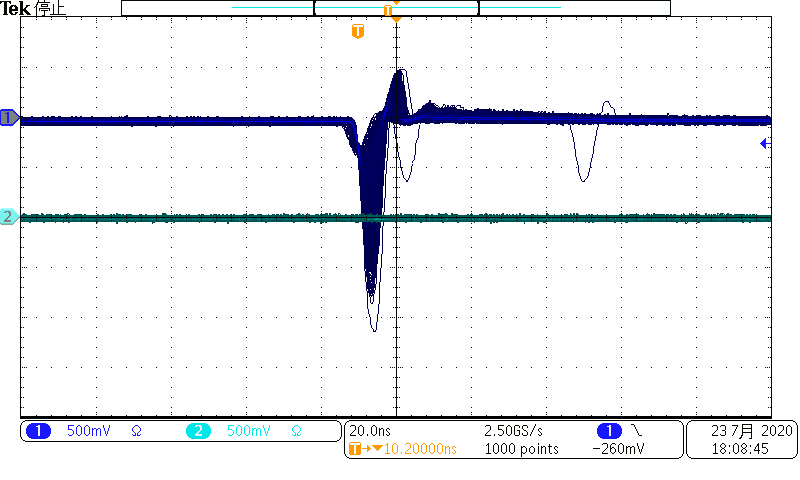 Tek 停止
T
T
1
2
1 500mV Ω 2 500mV Ω
20.0ns 2.50GS/s 1 ∖
T→▼10.20000ns 1000 points −260mV
23 7月 2020
18:08:45